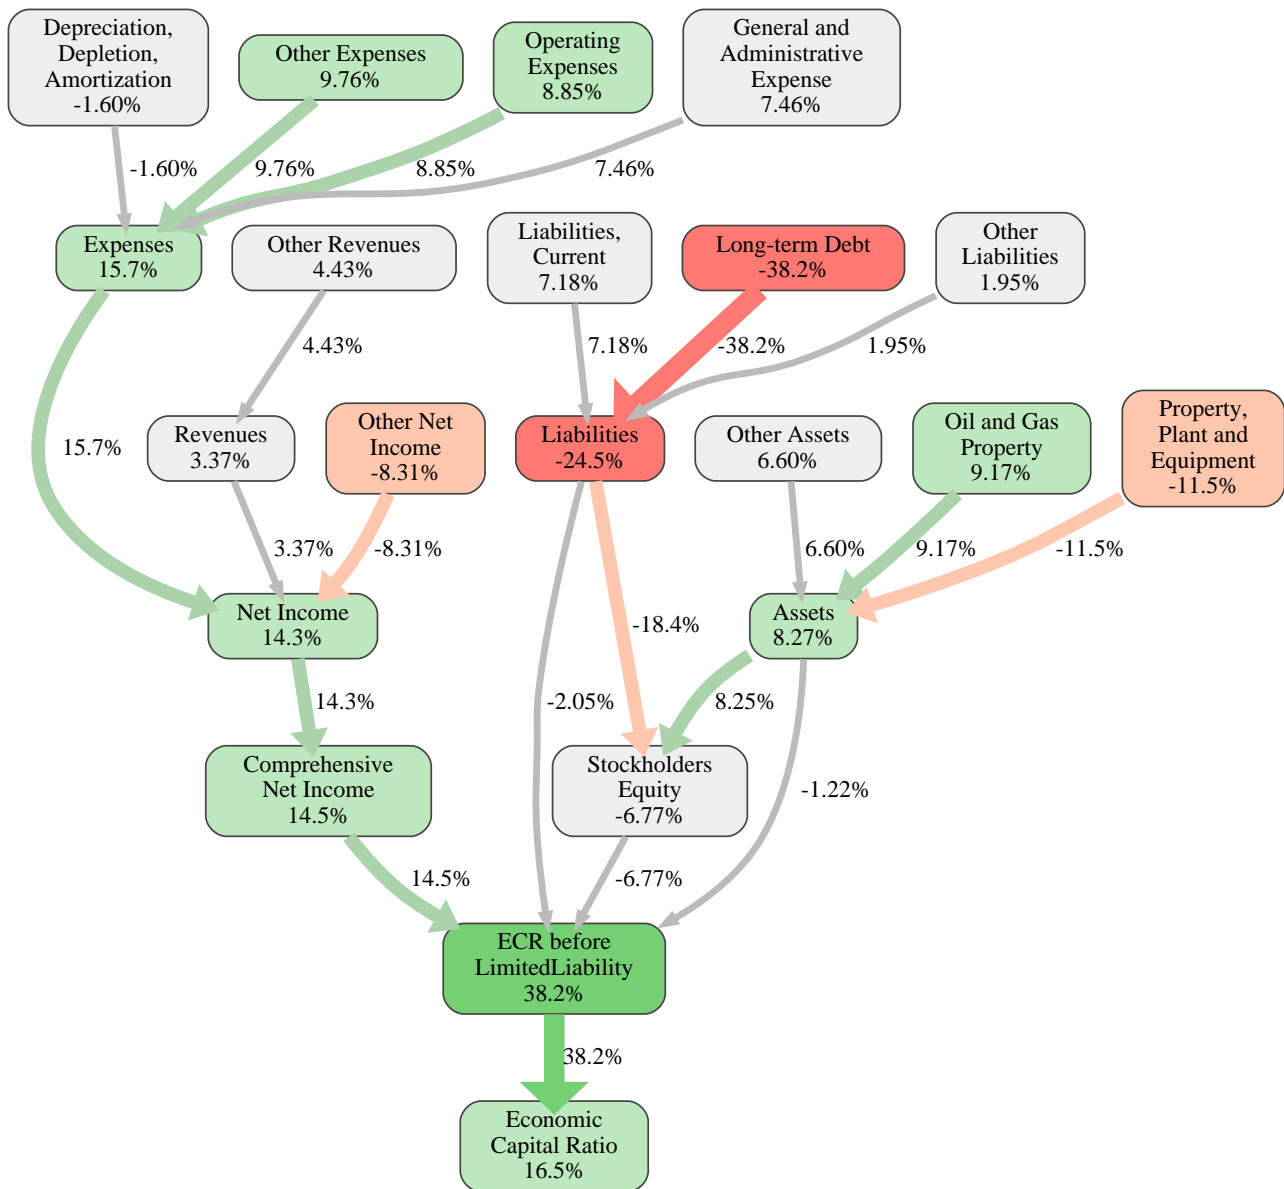 Depreciation,
Depletion,
Amortization
-1.60%
Other Expenses
9.76%
Operating
Expenses
8.85%
General and
Administrative
Expense
7.46%
-1.60%
9.76%
8.85%
7.46%
Expenses
15.7%
Other Revenues
4.43%
Liabilities,
Current
7.18%
Long-term Debt
-38.2%
Other
Liabilities
1.95%
4.43%
7.18%
-38.2%
1.95%
15.7%
Revenues
3.37%
Other Net
Income
-8.31%
Liabilities
-24.5%
Other Assets
6.60%
Oil and Gas
Property
9.17%
Property,
Plant and
Equipment
-11.5%
3.37%
-8.31%
6.60%
9.17%
-11.5%
Net Income
14.3%
-18.4%
Assets
8.27%
14.3%
-2.05%
8.25%
Comprehensive
Net Income
14.5%
Stockholders
Equity
-6.77%
-1.22%
14.5%
-6.77%
ECR before
LimitedLiability
38.2%
38.2%
Economic
Capital Ratio
16.5%